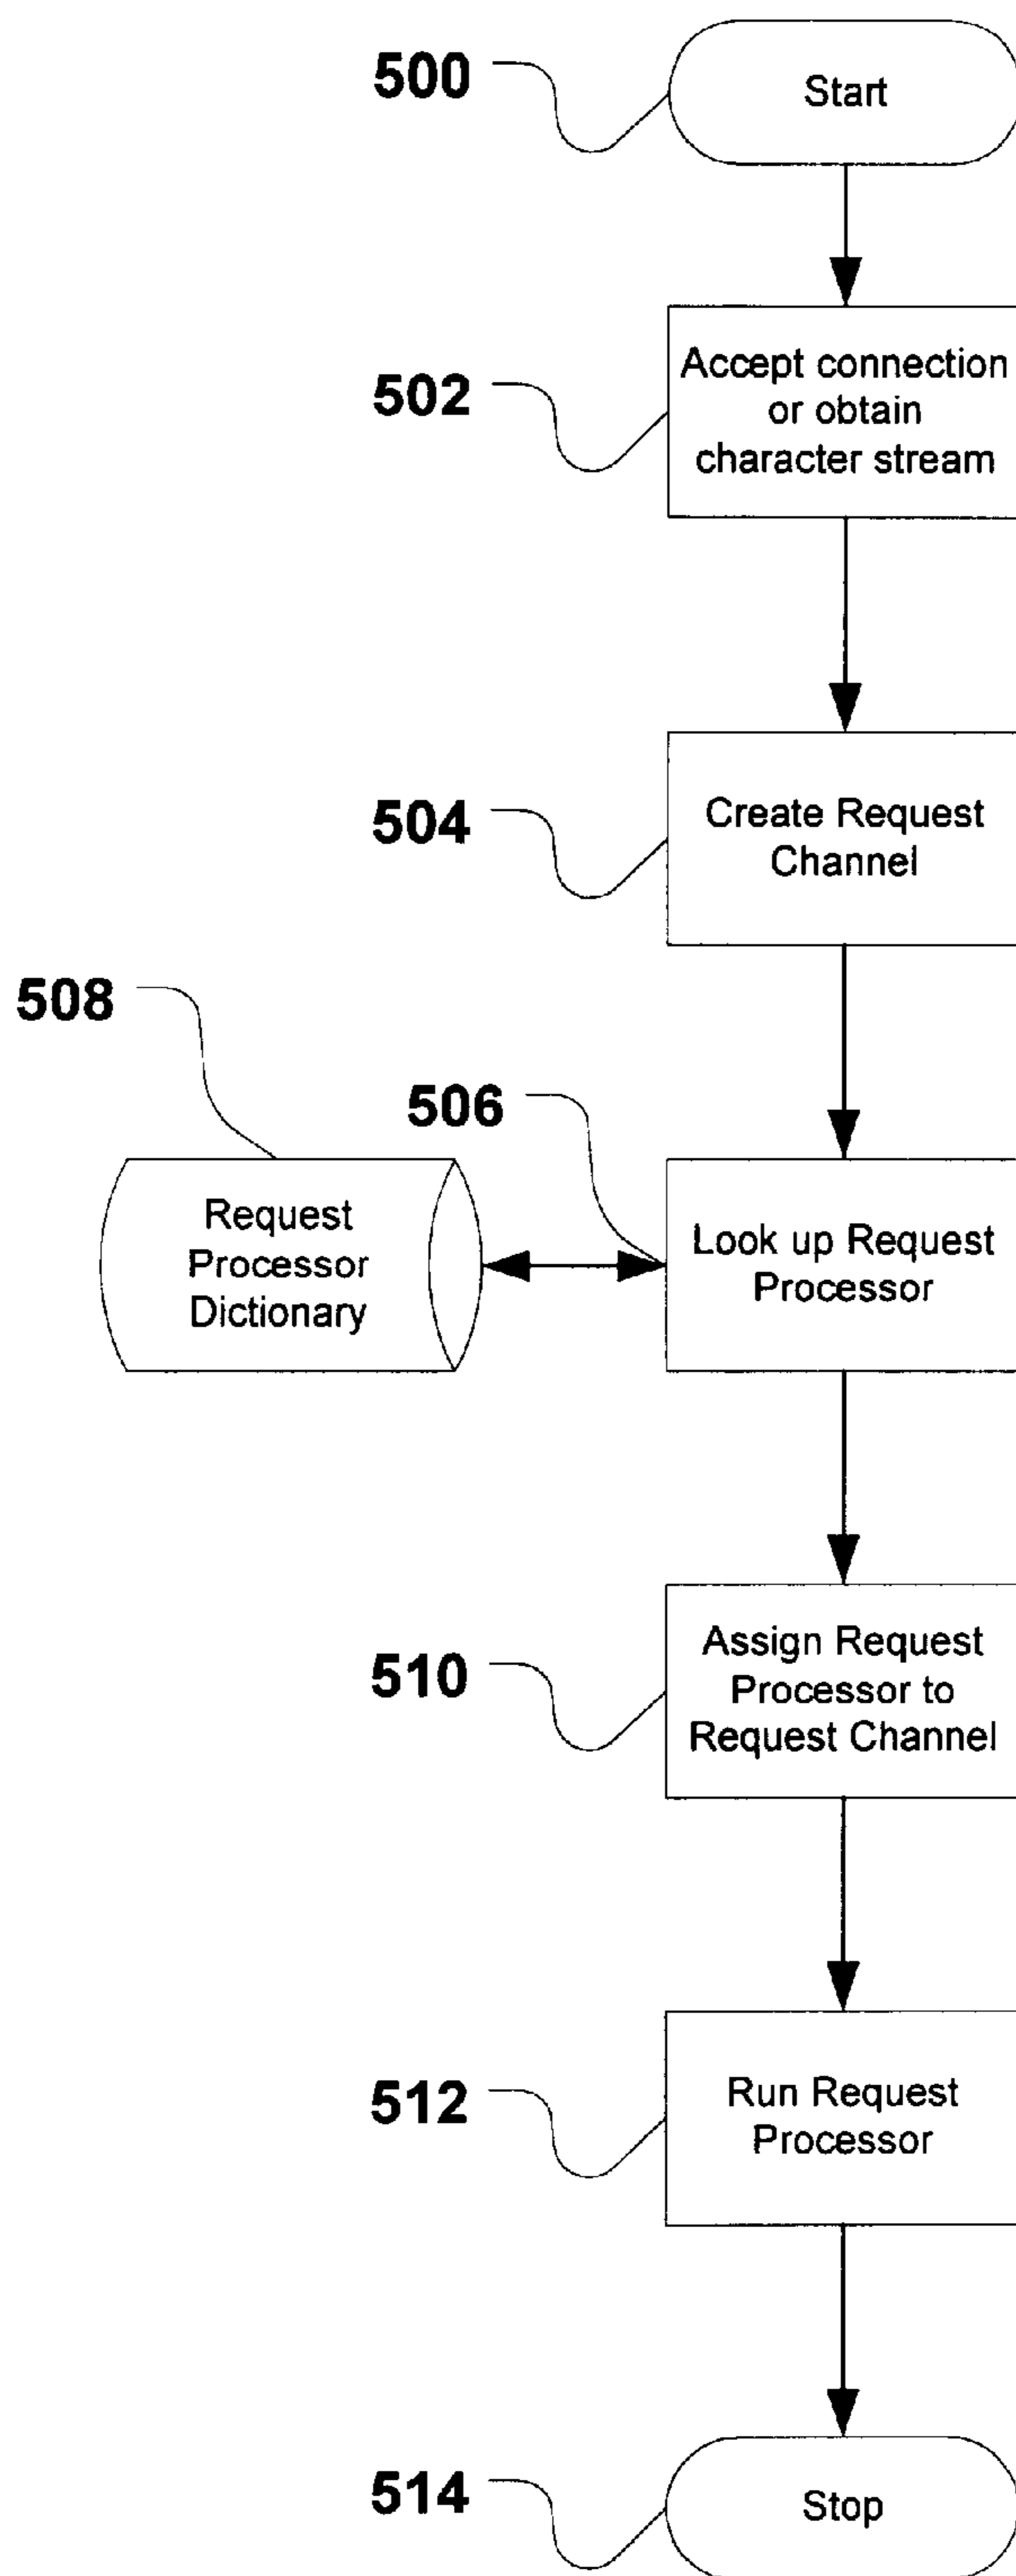 500
Start
502
Accept connection
or obtain
character stream
504
Create Request
Channel
508
506
Request
Processor
Dictionary
Look up Request
Processor
510
Assign Request
Processor to
Request Channel
512
Run Request
Processor
514
Stop